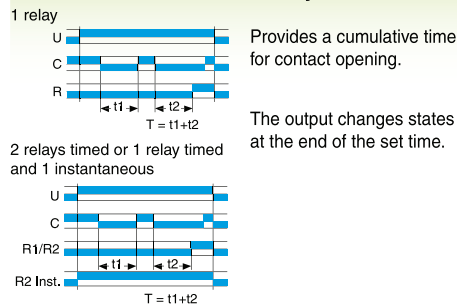 1 relay
U
C
R
t1 t2
T = t1+t2
Provides a cumulative time
for contact opening.
The output changes states
at the end of the set time.
2 relays timed or 1 relay timed
and 1 instantaneous
U
C
R1/R2
t1 t2
R2 Inst.
T = t1+t2